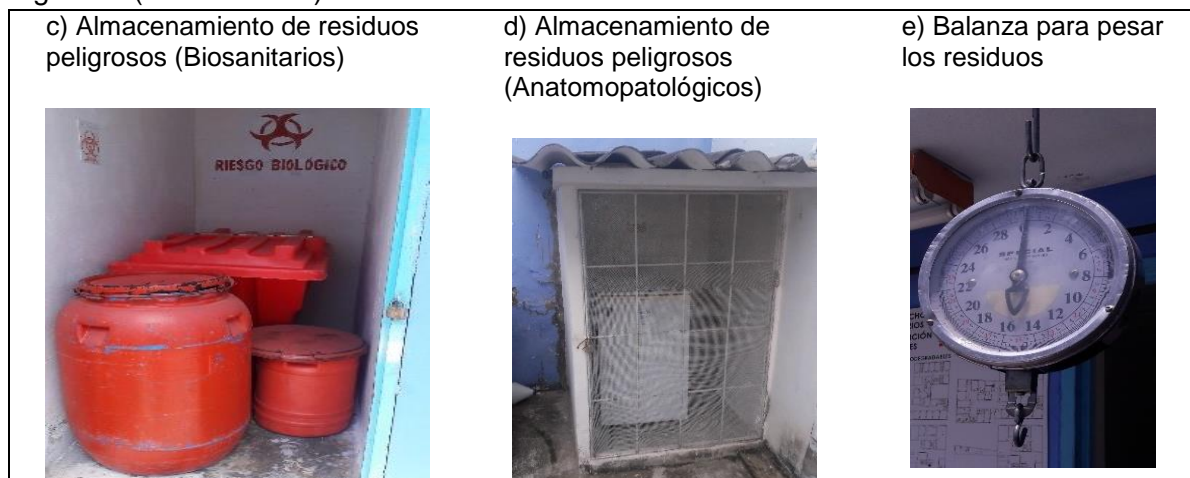 c) Almacenamiento de residuos
peligrosos (Biosanitarios)
d) Almacenamiento de
residuos peligrosos
(Anatomopatológicos)
e) Balanza para pesar
los residuos
RIESGO BIOLÓGICO
28 0 2
26 4
SPECIAL
24 6
22 8
20 10
18 16 14 12